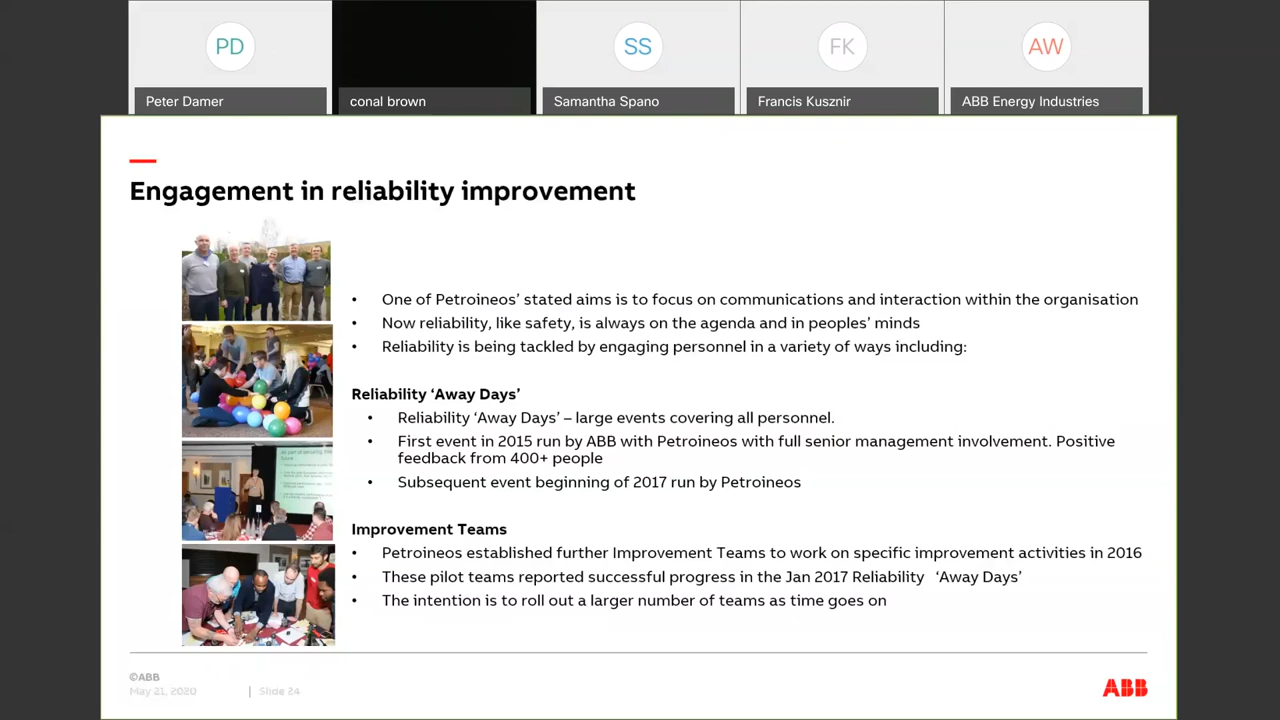 PD
SS
FK
AW
Peter Damer
conal brown
Samantha Spano
Francis Kusznir
ABB Energy Industries
Engagement in reliability improvement
• One of Petroineos’ stated aims is to focus on communications and interaction within the organisation
• Now reliability, like safety, is always on the agenda and in peoples’ minds
• Reliability is being tackled by engaging personnel in a variety of ways including:
Reliability ‘Away Days’
• Reliability ‘Away Days’ – large events covering all personnel.
• First event in 2015 run by ABB with Petroineos with full senior management involvement. Positive
feedback from 400+ people
• Subsequent event beginning of 2017 run by Petroineos
Improvement Teams
• Petroineos established further Improvement Teams to work on specific improvement activities in 2016
• These pilot teams reported successful progress in the Jan 2017 Reliability ‘Away Days’
• The intention is to roll out a larger number of teams as time goes on
©ABB
May 21, 2020 | Slide 24
ABB